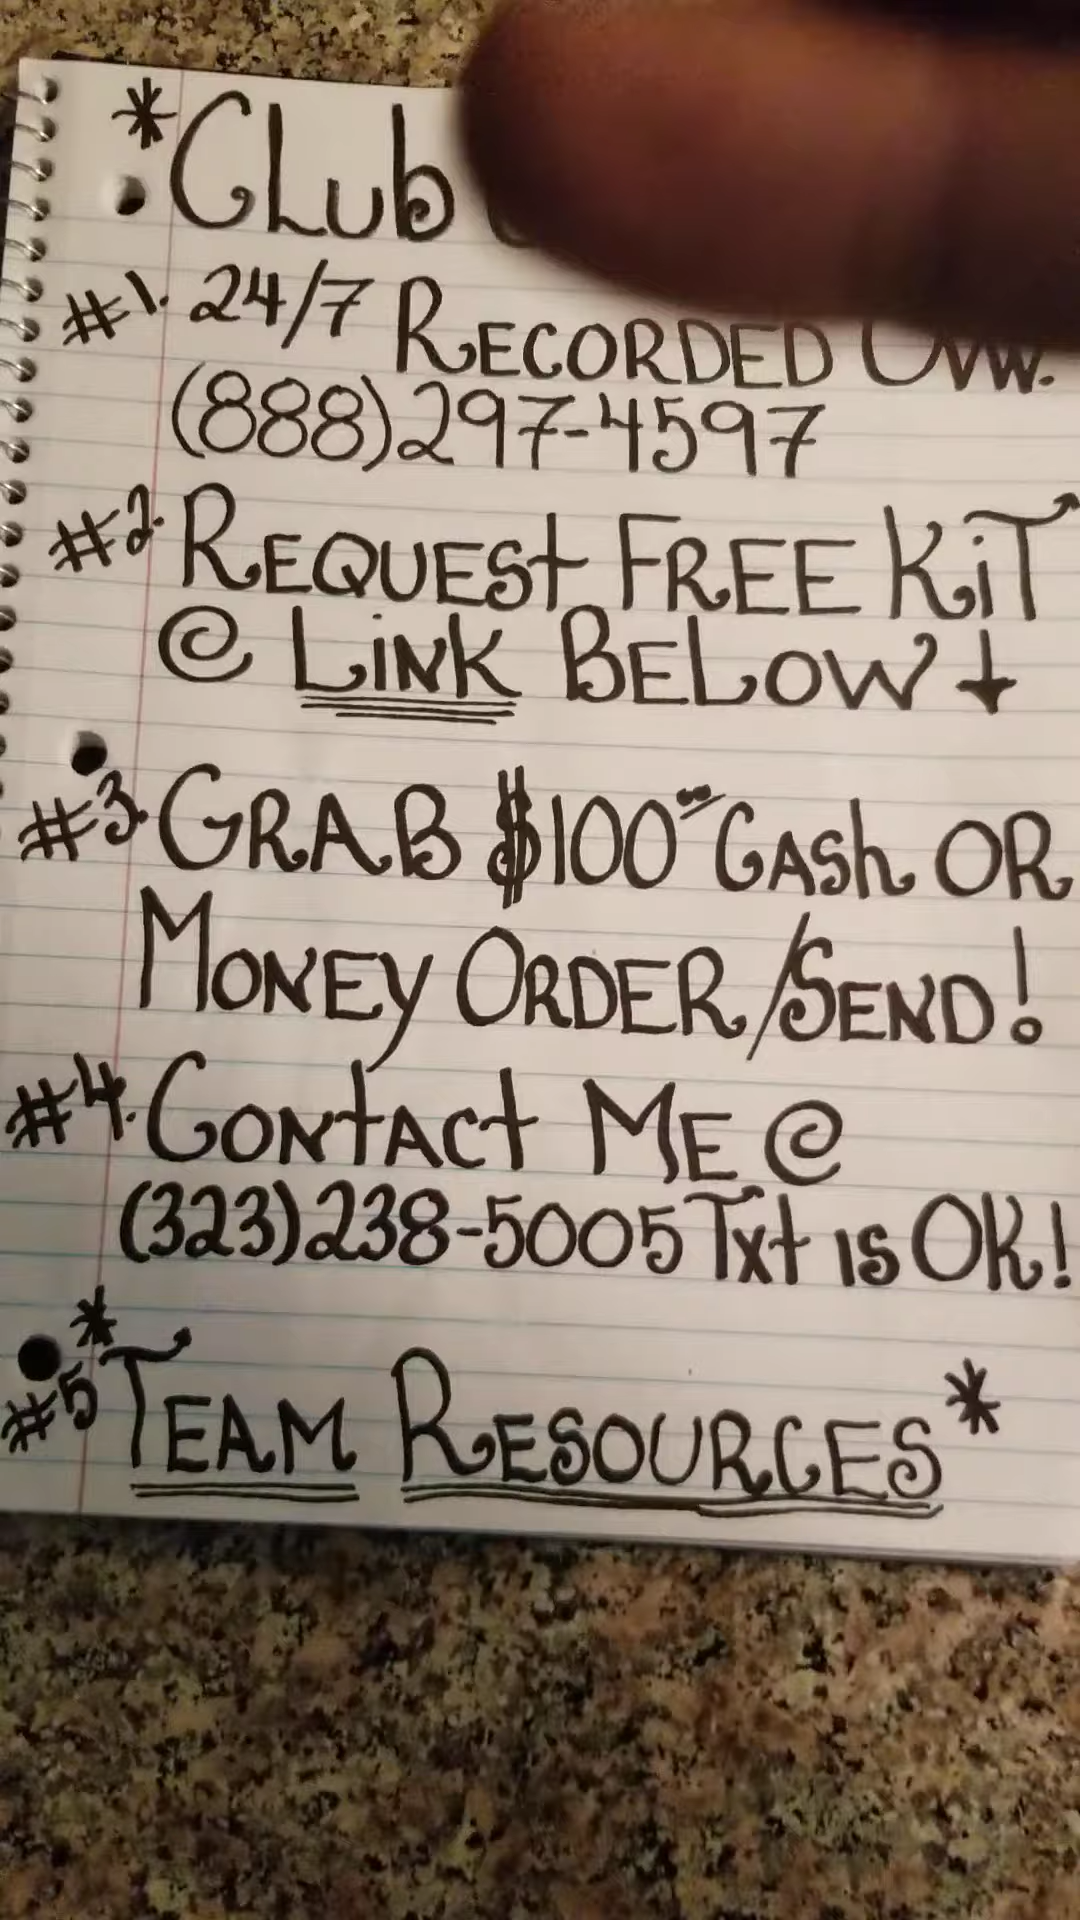 *CLub
#1. 24/7 RECORDED OVW.
(888)297-4597
#2. REQUESt FREE KiT
@ LiNK BELOW ↓
#3. GRAB $100 CASh OR
MONEY ORDER/SEND!
#4. CONtACt ME @
(323)238-5005 Txt iS OK!
*
#5 TEAM RESOURCES*